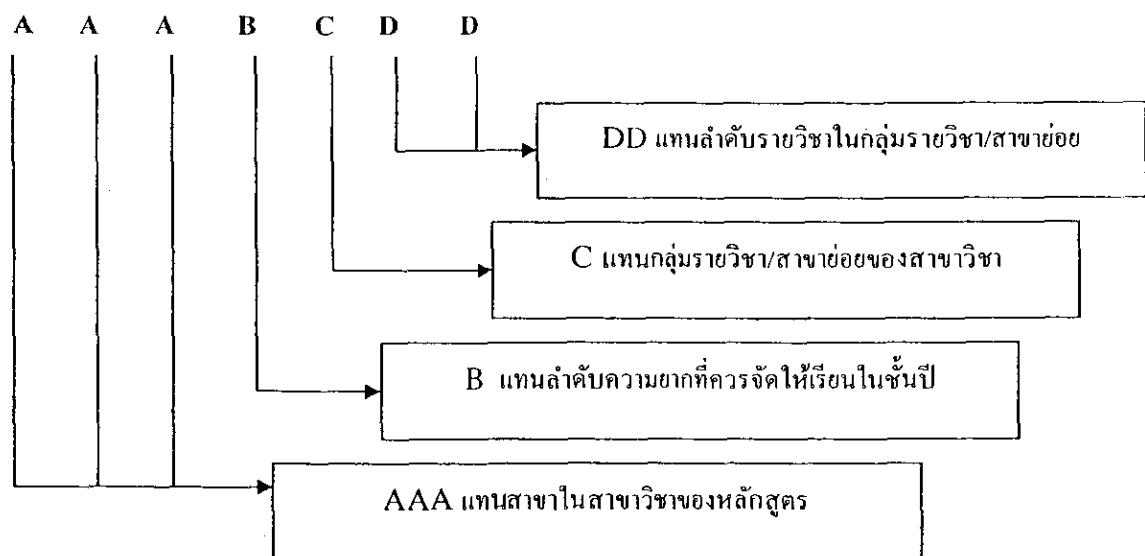 A A A B C D D
DD แทนลำดับรายวิชาในกลุ่มรายวิชา/สาขาย่อย
C แทนกลุ่มรายวิชา/สาขาย่อยของสาขาวิชา
B แทนลำดับความยากที่ควรจัดให้เรียนในชั้นปี
AAA แทนสาขาในสาขาวิชาของหลักสูตร